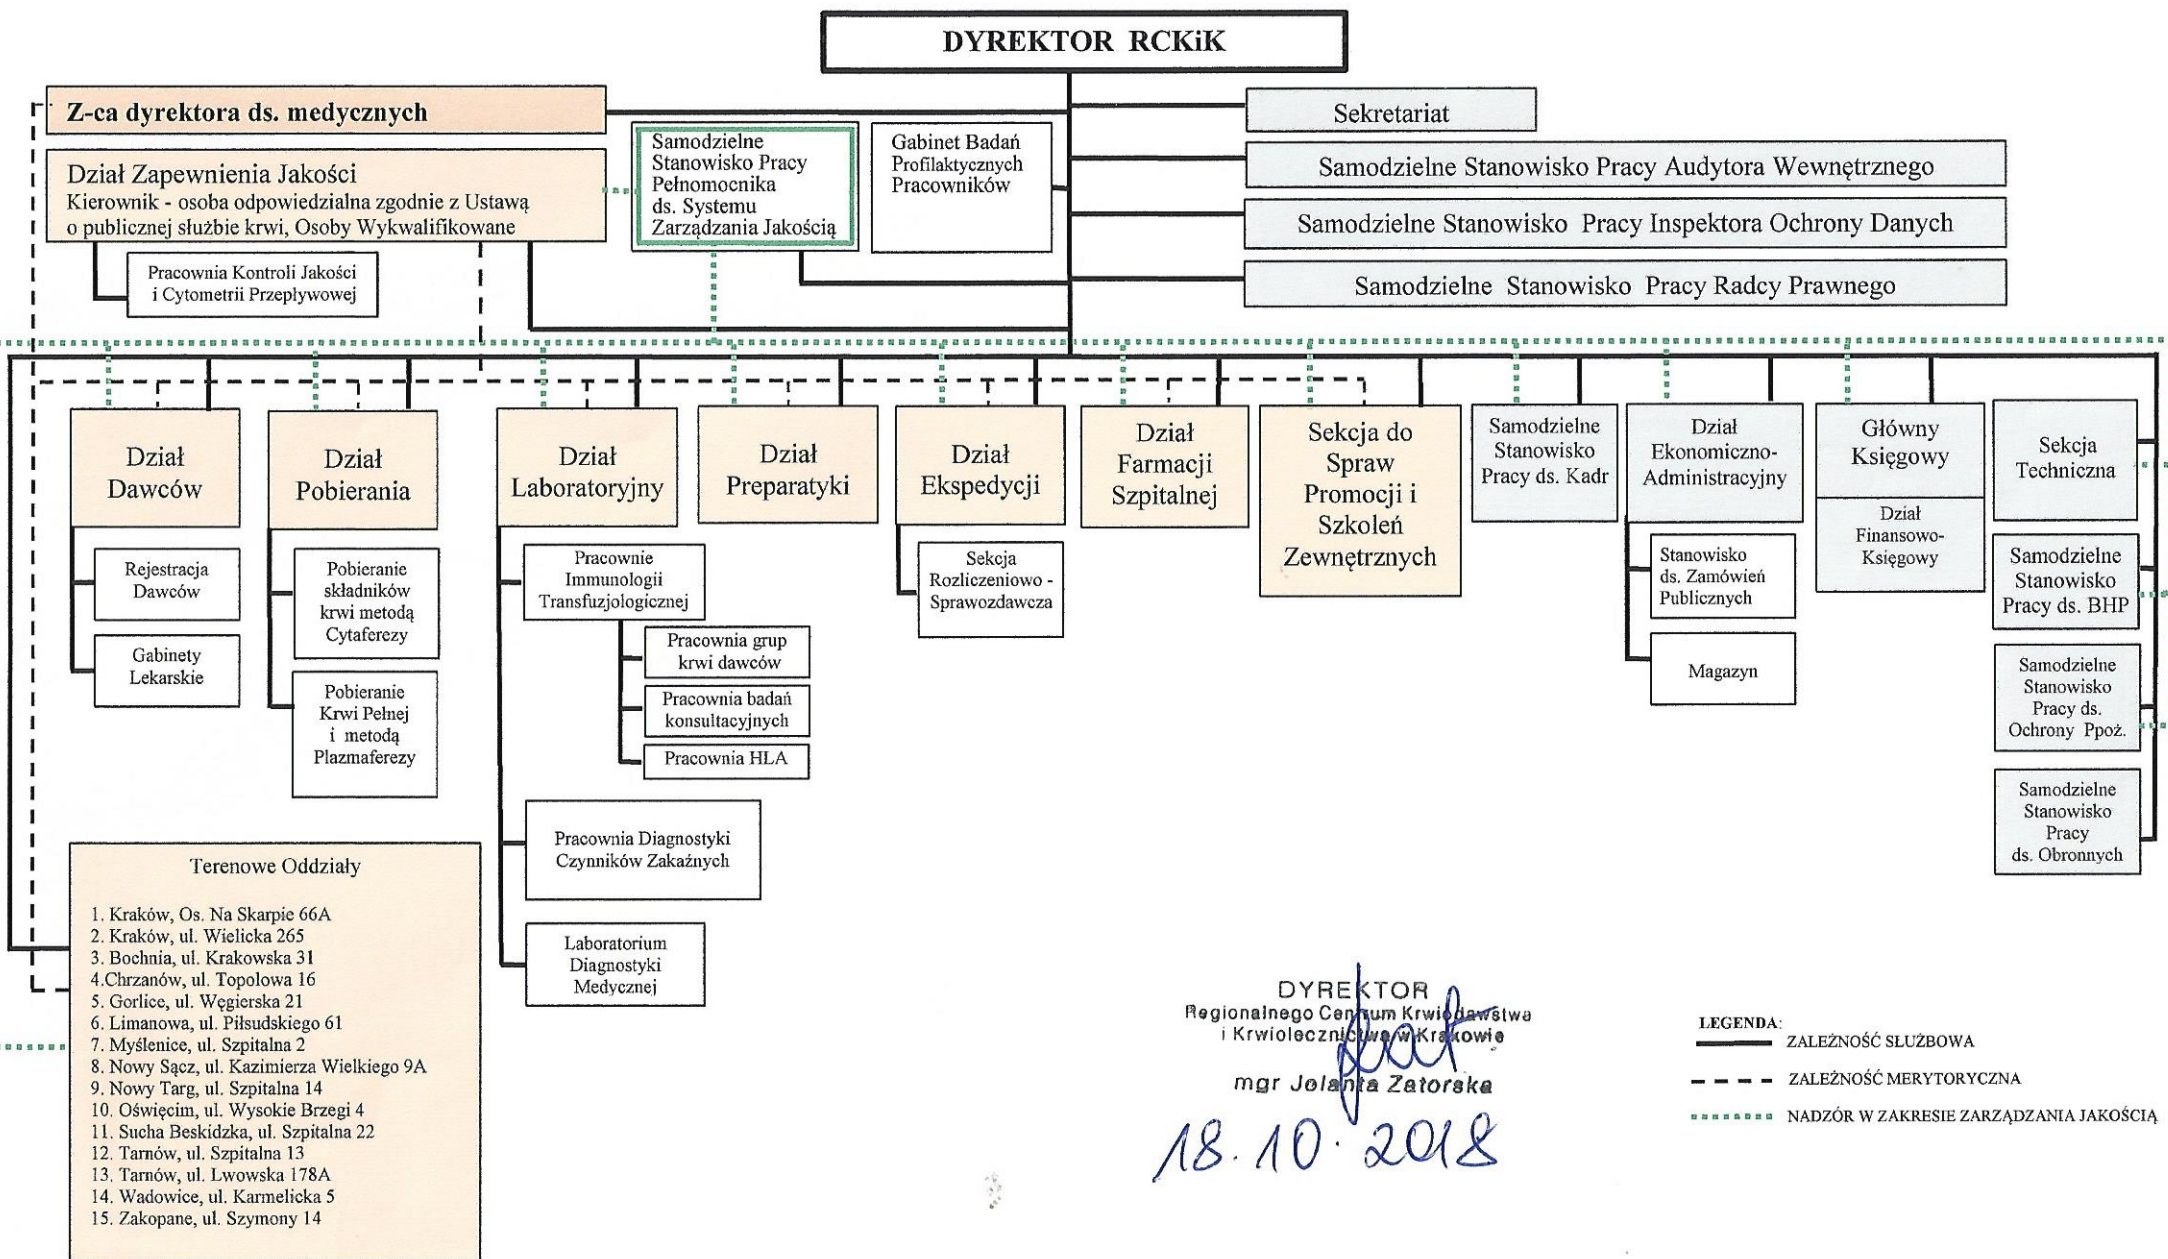 DYREKTOR RCKiK
Z-ca dyrektora ds. medycznych
Dział Zapewnienia Jakości
Kierownik - osoba odpowiedzialna zgodnie z Ustawą
o publicznej służbie krwi, Osoby Wykwalifikowane
Pracownia Kontroli Jakości
i Cytometrii Przepływowej
Samodzielne
Stanowisko Pracy
Pełnomocnika
ds. Systemu
Zarządzania Jakością
Gabinet Badań
Profilaktycznych
Pracowników
Sekretariat
Samodzielne Stanowisko Pracy Audytora Wewnętrznego
Samodzielne Stanowisko Pracy Inspektora Ochrony Danych
Samodzielne Stanowisko Pracy Radcy Prawnego
Dział
Dawców
Rejestracja
Dawców
Gabinety
Lekarskie
Dział
Pobierania
Pobieranie
składników
krwi metodą
Cytaferezy
Pobieranie
Krwi Pełnej
i metodą
Plazmaferezy
Dział
Laboratoryjny
Pracownie
Immunologii
Transfuzjologicznej
Pracownia grup
krwi dawców
Pracownia badań
konsultacyjnych
Pracownia HLA
Pracownia Diagnostyki
Czynników Zakaźnych
Laboratorium
Diagnostyki
Medycznej
Dział
Preparatyki
Dział
Ekspedycji
Sekcja
Rozliczeniowo -
Sprawozdawcza
Dział
Farmacji
Szpitalnej
Sekcja do
Spraw
Promocji i
Szkoleń
Zewnętrznych
Samodzielne
Stanowisko
Pracy ds. Kadr
Dział
Ekonomiczno-
Administracyjny
Stanowisko
ds. Zamówień
Publicznych
Magazyn
Główny
Księgowy
Dział
Finansowo-
Księgowy
Sekcja
Techniczna
Samodzielne
Stanowisko
Pracy ds. BHP
Samodzielne
Stanowisko
Pracy ds.
Ochrony Ppoż.
Samodzielne
Stanowisko
Pracy
ds. Obronnych
Terenowe Oddziały
1. Kraków, Os. Na Skarpie 66A
2. Kraków, ul. Wielicka 265
3. Bochnia, ul. Krakowska 31
4.Chrzanów, ul. Topolowa 16
5. Gorlice, ul. Węgierska 21
6. Limanowa, ul. Piłsudskiego 61
7. Myślenice, ul. Szpitalna 2
8. Nowy Sącz, ul. Kazimierza Wielkiego 9A
9. Nowy Targ, ul. Szpitalna 14
10. Oświęcim, ul. Wysokie Brzegi 4
11. Sucha Beskidzka, ul. Szpitalna 22
12. Tarnów, ul. Szpitalna 13
13. Tarnów, ul. Lwowska 178A
14. Wadowice, ul. Karmelicka 5
15. Zakopane, ul. Szymony 14
DYREKTOR
Regionalnego Centrum Krwiodawstwa
i Krwiolecznictwa w Krakowie
mgr Jolanta Zatorska
18.10.2018
LEGENDA:
ZALEŻNOŚĆ SŁUŻBOWA
ZALEŻNOŚĆ MERYTORYCZNA
NADZÓR W ZAKRESIE ZARZĄDZANIA JAKOŚCIĄ